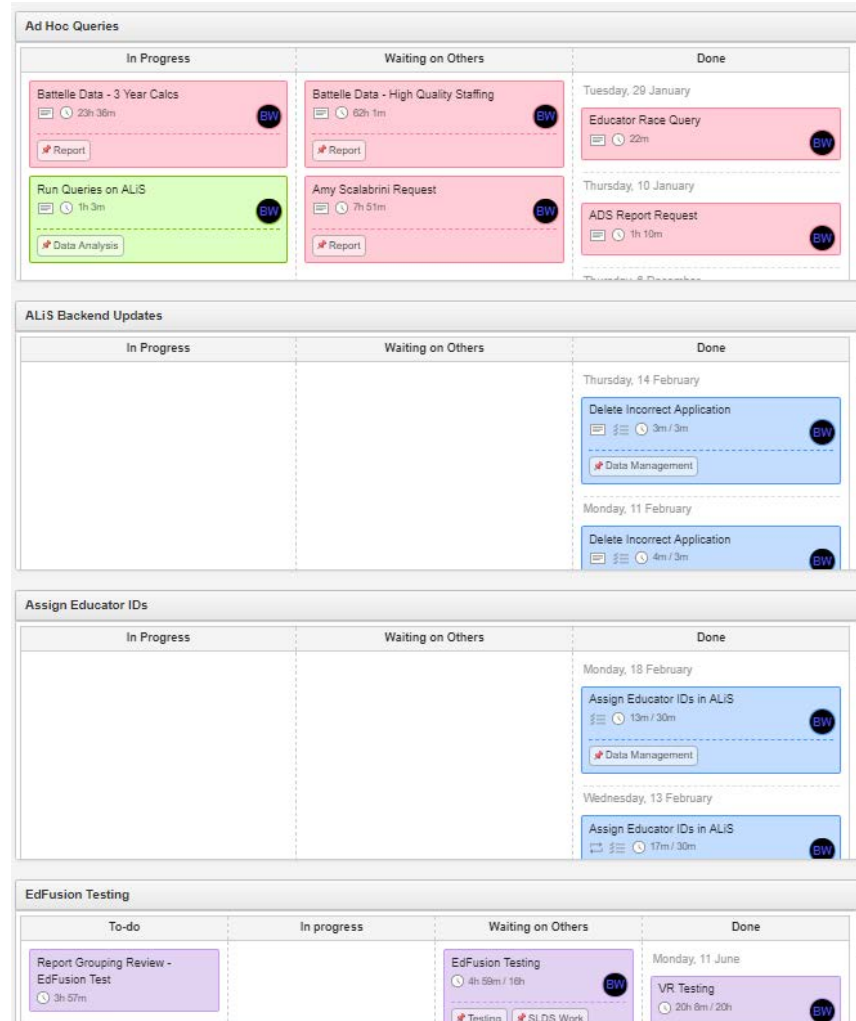 Ad Hoc Queries
In Progress
Waiting on Others
Done
Battelle Data - 3 Year Calcs
23h 36m
BW
Report
Run Queries on ALiS
1h 3m
BW
Data Analysis
Battelle Data - High Quality Staffing
62h 1m
BW
Report
Amy Scalabrini Request
7h 51m
BW
Report
Tuesday, 29 January
Educator Race Query
22m
BW
Thursday, 10 January
ADS Report Request
1h 10m
BW
Thursday, 6 December
ALiS Backend Updates
In Progress
Waiting on Others
Done
Thursday, 14 February
Delete Incorrect Application
3m / 3m
BW
Data Management
Monday, 11 February
Delete Incorrect Application
4m / 3m
BW
Assign Educator IDs
In Progress
Waiting on Others
Done
Monday, 18 February
Assign Educator IDs in ALiS
13m / 30m
BW
Data Management
Wednesday, 13 February
Assign Educator IDs in ALiS
17m / 30m
BW
EdFusion Testing
To-do
In progress
Waiting on Others
Done
Report Grouping Review -
EdFusion Test
3h 57m
EdFusion Testing
4h 59m / 16h
BW
Testing
SLDS Work
Monday, 11 June
VR Testing
20h 8m / 20h
BW